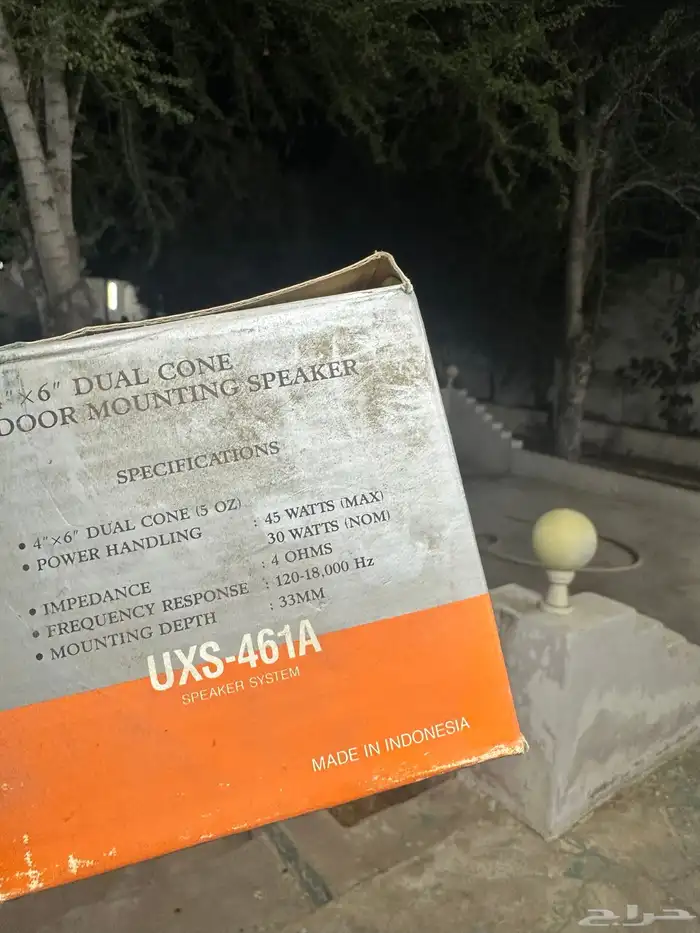 4"×6" DUAL CONE
DOOR MOUNTING SPEAKER
SPECIFICATIONS
• 4"×6" DUAL CONE (5 OZ)
• POWER HANDLING : 45 WATTS (MAX)
30 WATTS (NOM)
• IMPEDANCE : 4 OHMS
• FREQUENCY RESPONSE : 120-18,000 Hz
• MOUNTING DEPTH : 33MM
UXS-461A
SPEAKER SYSTEM
MADE IN INDONESIA
حراج